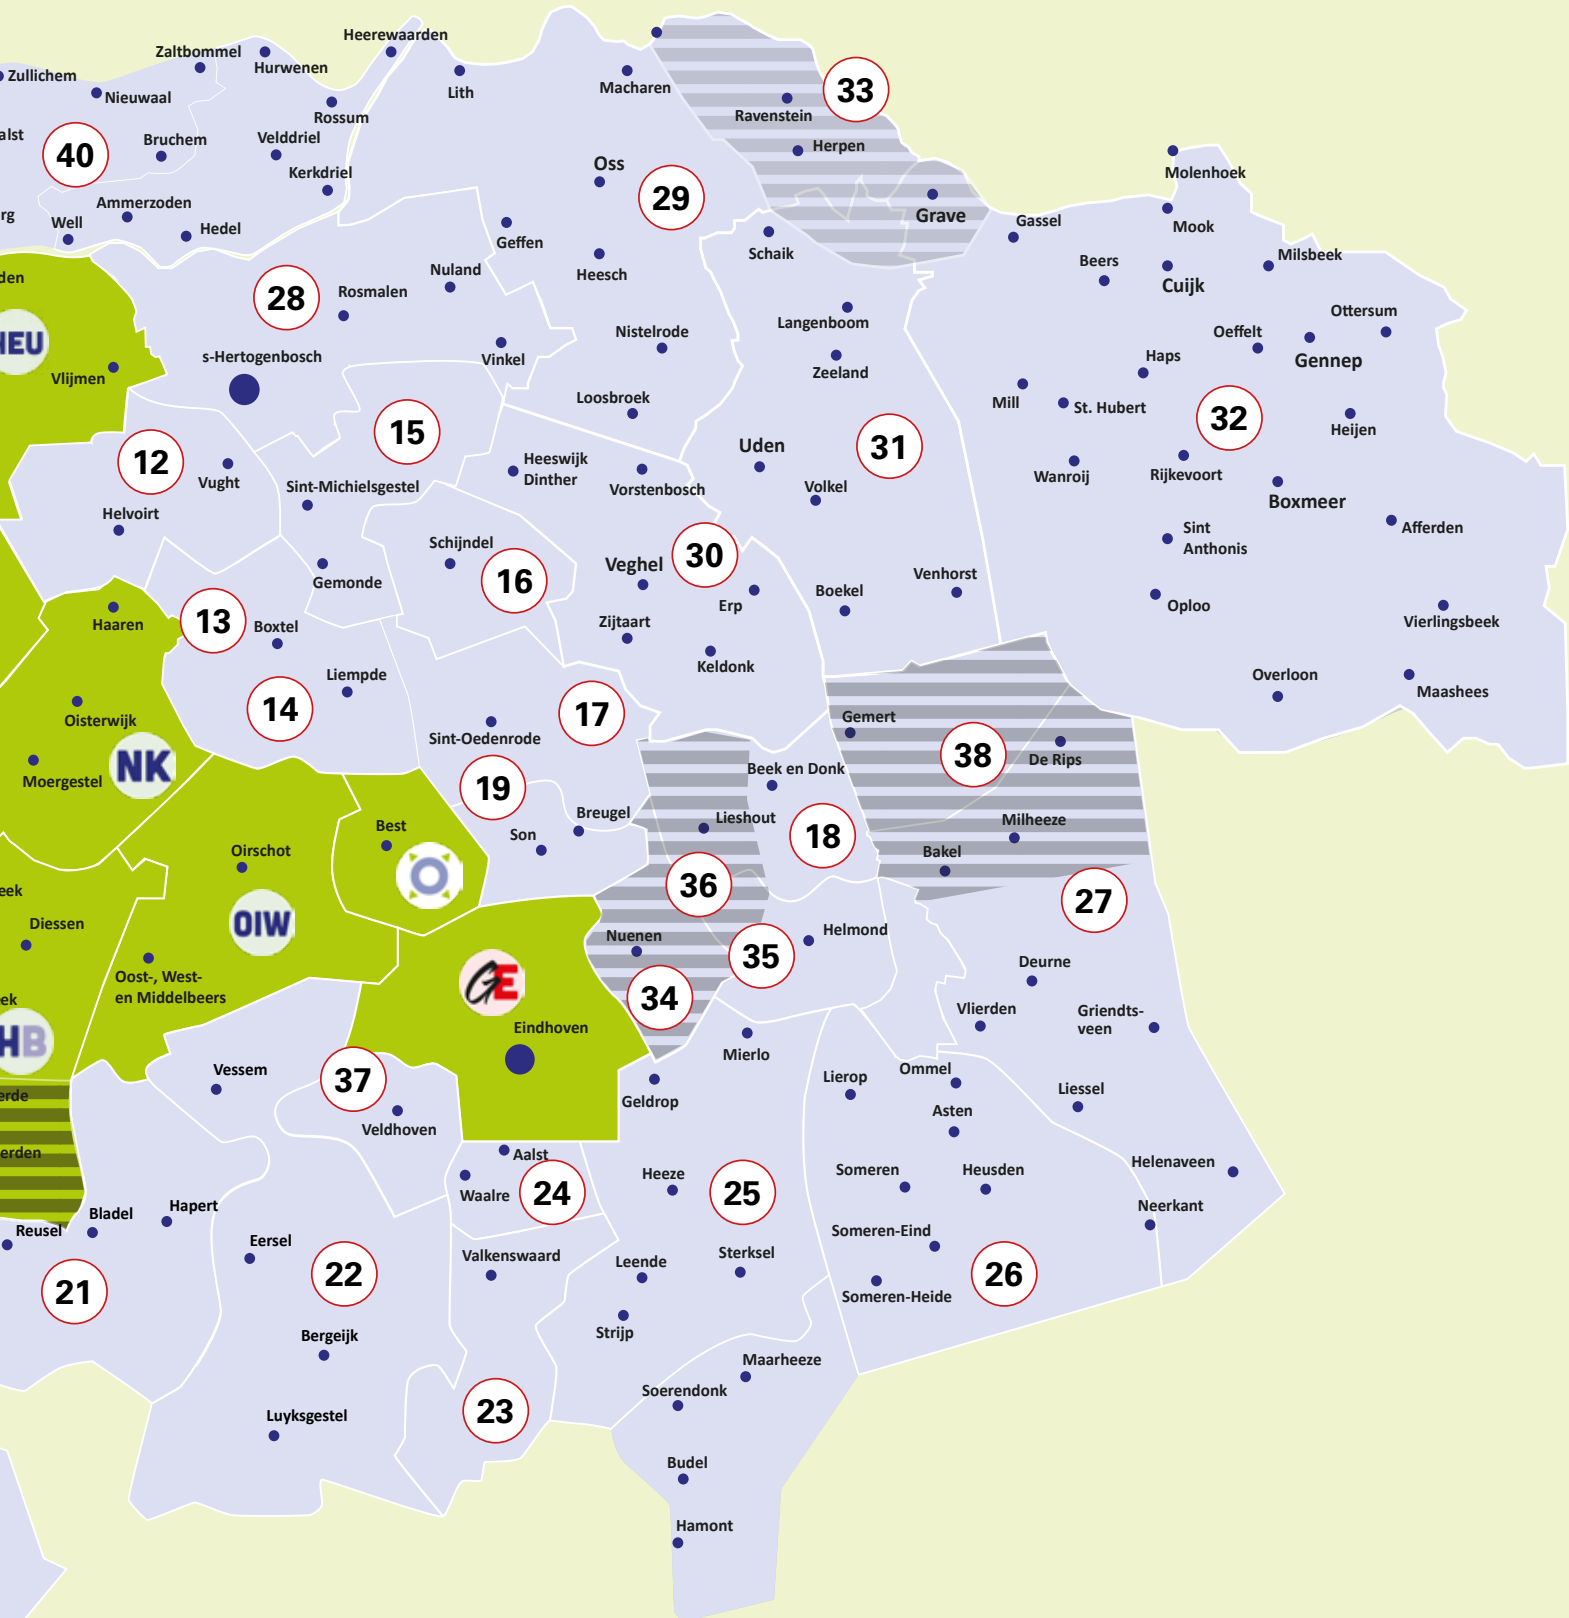 Heerewaarden
Zaltbommel
Hurwenen
Zullichem
Nieuwaal
Lith
Macharen
33
Rossum
Ravenstein
alst
40
Bruchem
Velddriel
Herpen
Kerkdriel
Oss
29
Molenhoek
rg
Well
Ammerzoden
Hedel
Geffen
Grave
Gassel
Mook
Schaik
Milsbeek
den
Nuland
Heesch
Beers
Cuijk
28
Rosmalen
Langenboom
Ottersum
HEU
Nistelrode
Oeffelt
Gennep
s-Hertogenbosch
Vinkel
Zeeland
Haps
Vlijmen
Loosbroek
Mill
St. Hubert
32
Heijen
15
Uden
31
12
Vught
Heeswijk
Dinther
Vorstenbosch
Volkel
Wanroij
Rijkevoort
Boxmeer
Sint-Michielsgestel
Helvoirt
Schijndel
Sint
Anthonis
Afferden
Gemonde
16
Veghel
30
Erp
Boekel
Venhorst
Oploo
Haaren
13
Boxtel
Zijtaart
Vierlingsbeek
Keldonk
Liempde
Overloon
Maashees
Oisterwijk
14
17
Gemert
Moergestel
NK
Sint-Oedenrode
38
De Rips
19
Beek en Donk
Best
Son
Breugel
Lieshout
18
Milheeze
Oirschot
Bakel
eek
36
27
Diessen
OIW
Nuenen
35
Helmond
Oost-, West-
en Middelbeers
GE
34
Deurne
ek
Vlierden
Griendts-
veen
HB
Eindhoven
Mierlo
Vessem
37
Geldrop
Lierop
Ommel
Liessel
erde
Veldhoven
Asten
erden
Aalst
Waalre
24
Heeze
25
Someren
Heusden
Helenaveen
Hapert
Bladel
Neerkant
Reusel
Eersel
Valkenswaard
Leende
Sterksel
Someren-Eind
21
22
26
Someren-Heide
Bergeijk
Strijp
Maarheeze
Luyksgestel
23
Soerendonk
Budel
Hamont